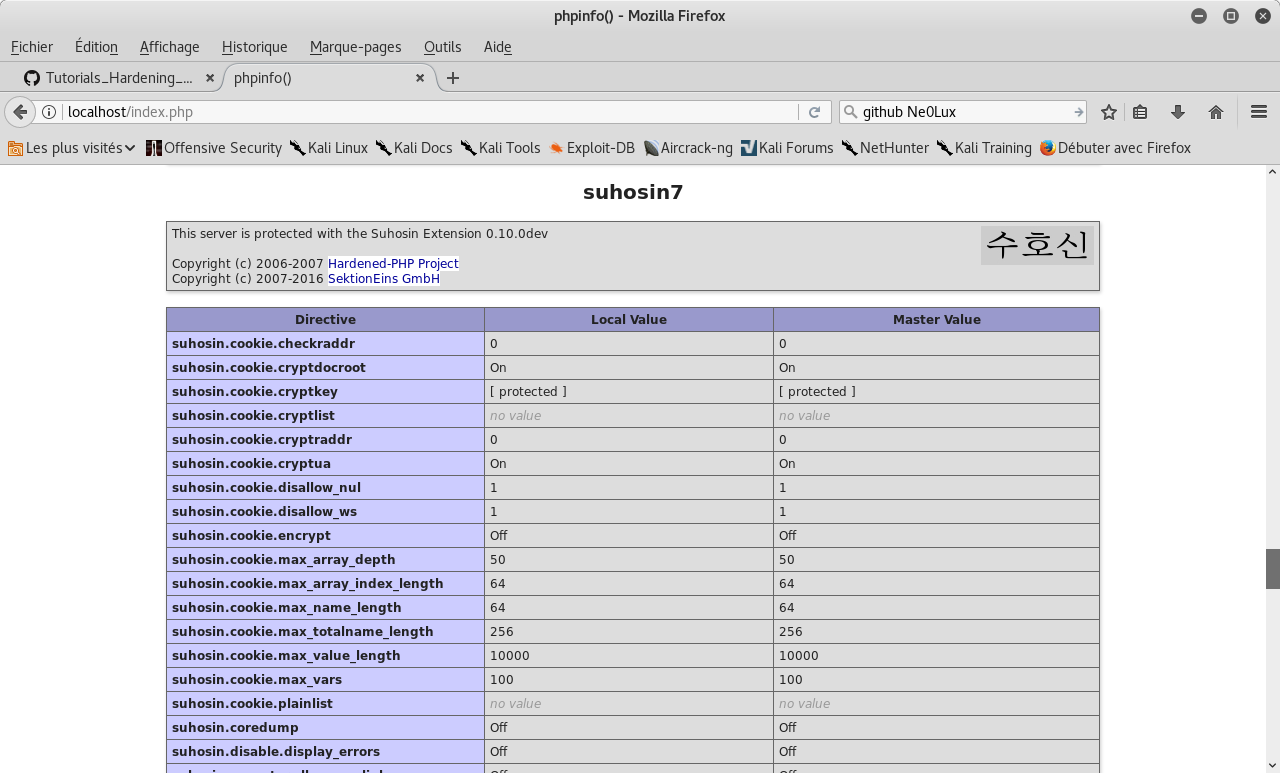 phpinfo() - Mozilla Firefox
Fichier Édition Affichage Historique Marque-pages Outils Aide
Tutorials_Hardening_... phpinfo()
localhost/index.php github Ne0Lux
Les plus visités Offensive Security Kali Linux Kali Docs Kali Tools Exploit-DB Aircrack-ng Kali Forums NetHunter Kali Training Débuter avec Firefox
suhosin7
This server is protected with the Suhosin Extension 0.10.0dev
수호신
Copyright (c) 2006-2007 Hardened-PHP Project
Copyright (c) 2007-2016 SektionEins GmbH
Directive Local Value Master Value
suhosin.cookie.checkraddr 0 0
suhosin.cookie.cryptdocroot On On
suhosin.cookie.cryptkey [ protected ] [ protected ]
suhosin.cookie.cryptlist no value no value
suhosin.cookie.cryptraddr 0 0
suhosin.cookie.cryptua On On
suhosin.cookie.disallow_nul 1 1
suhosin.cookie.disallow_ws 1 1
suhosin.cookie.encrypt Off Off
suhosin.cookie.max_array_depth 50 50
suhosin.cookie.max_array_index_length 64 64
suhosin.cookie.max_name_length 64 64
suhosin.cookie.max_totalname_length 256 256
suhosin.cookie.max_value_length 10000 10000
suhosin.cookie.max_vars 100 100
suhosin.cookie.plainlist no value no value
suhosin.coredump Off Off
suhosin.disable.display_errors Off Off